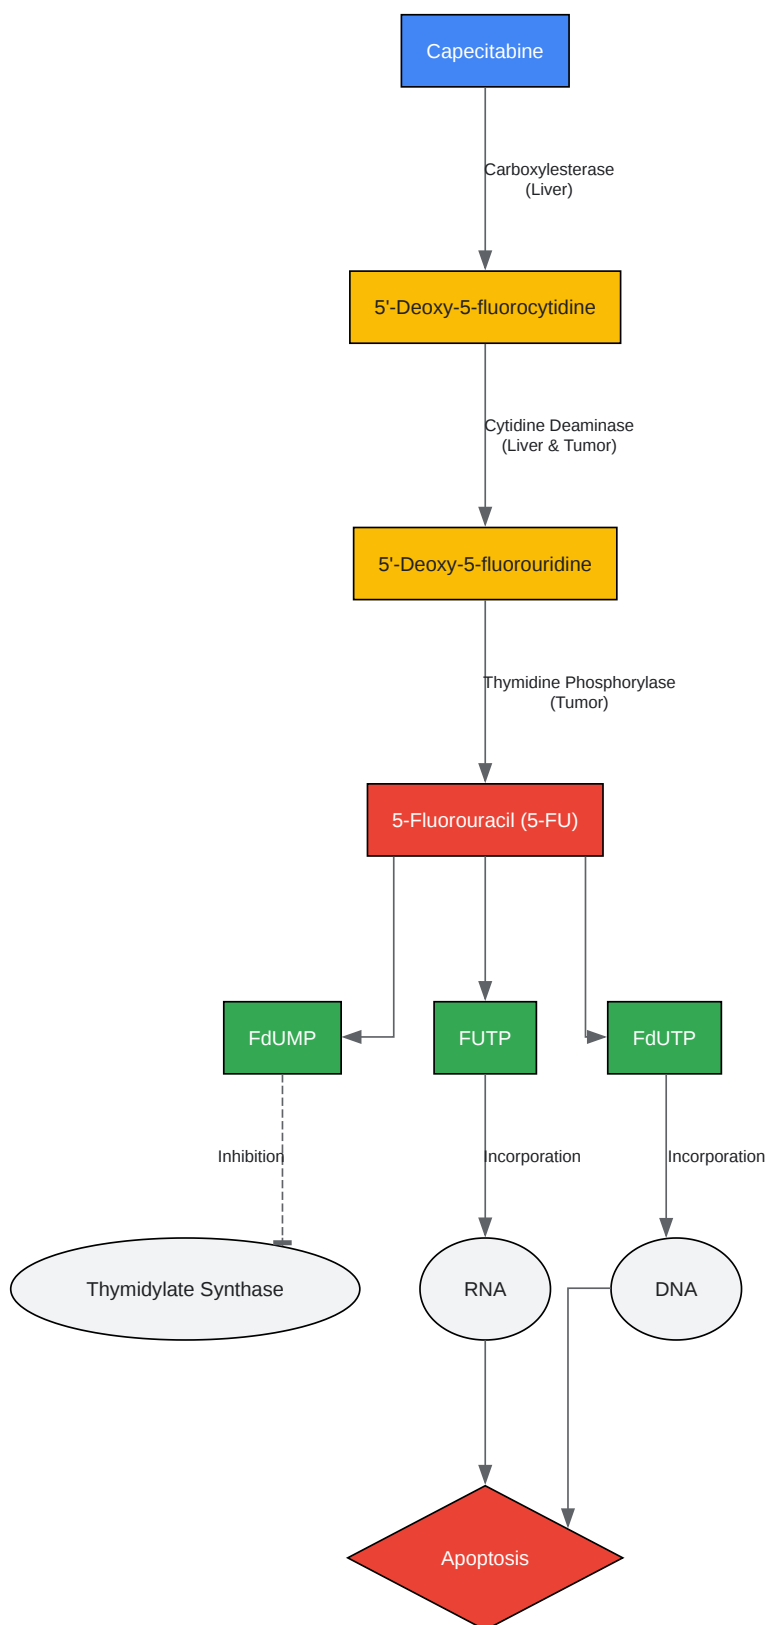 Capecitabine
Carboxylesterase
(Liver)
5'-Deoxy-5-fluorocytidine
Cytidine Deaminase
(Liver & Tumor)
5'-Deoxy-5-fluorouridine
Thymidine Phosphorylase
(Tumor)
5-Fluorouracil (5-FU)
FdUMP
FUTP
FdUTP
Inhibition
Incorporation
Incorporation
Thymidylate Synthase
RNA
DNA
Apoptosis